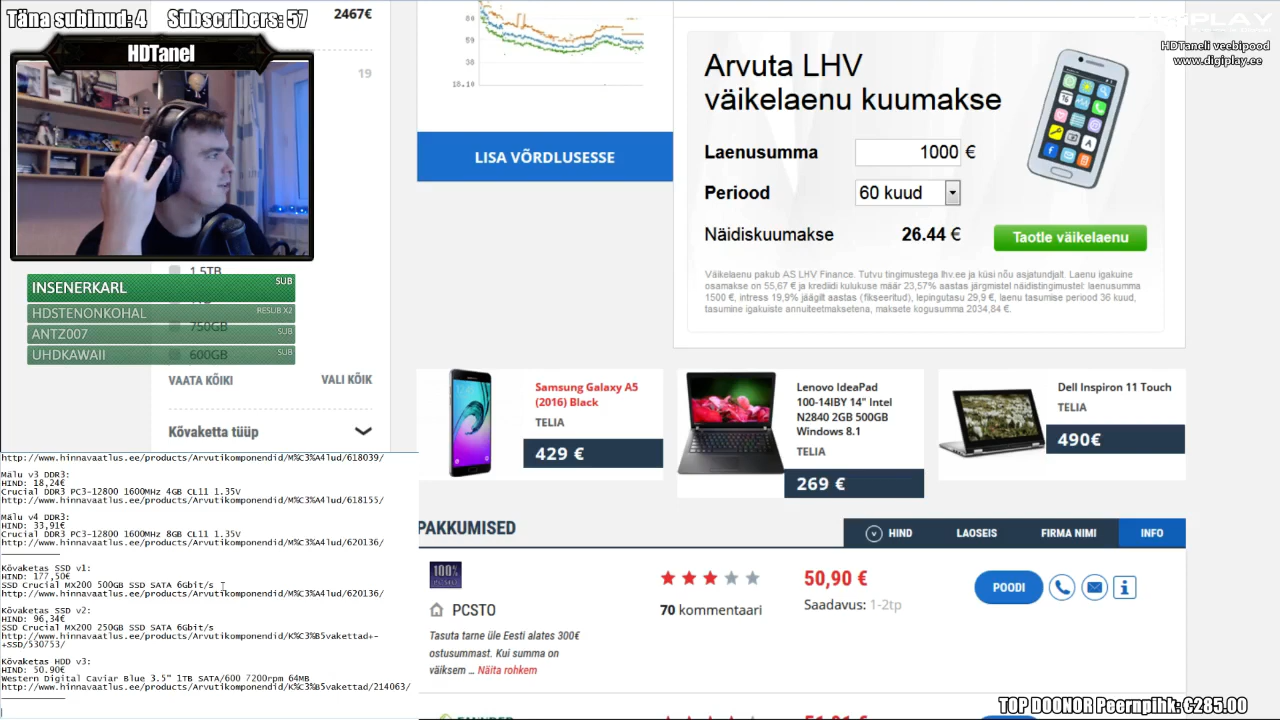 Täna subinud: 4 Subscribers: 57
2467€
HDTanel
19
1.5TB
INSENERKARL SUB
HDSTENONKOHAL RESUB X2
750GB
ANTZ007 SUB
UHDKAWAII SUB
600GB
VAATA KÕIKI VALI KÕIK
Kõvaketta tüüp
http://www.hinnavaatlus.ee/products/Arvutikomponendid/M%C3%A4lud/618039/
Mälu v3 DDR3:
HIND: 18,24€
Crucial DDR3 PC3-12800 1600MHz 4GB CL11 1.35V
http://www.hinnavaatlus.ee/products/Arvutikomponendid/M%C3%A4lud/618155/
Mälu v4 DDR3:
HIND: 33,91€
Crucial DDR3 PC3-12800 1600MHz 8GB CL11 1.35V
http://www.hinnavaatlus.ee/products/Arvutikomponendid/M%C3%A4lud/620136/
Kõvaketas SSD v1:
HIND: 177,50€
SSD Crucial MX200 500GB SSD SATA 6Gbit/s
http://www.hinnavaatlus.ee/products/Arvutikomponendid/M%C3%A4lud/620136/
Kõvaketas SSD v2:
HIND: 96,34€
SSD Crucial MX200 250GB SSD SATA 6Gbit/s
http://www.hinnavaatlus.ee/products/Arvutikomponendid/K%C3%B5vakettad+-
+SSD/530753/
Kõvaketas HDD v3:
HIND: 50.90€
Western Digital Caviar Blue 3.5" 1TB SATA/600 7200rpm 64MB
http://www.hinnavaatlus.ee/products/Arvutikomponendid/K%C3%B5vakettad/214063/
80
59
38
18.10
LISA VÕRDLUSESSE
HDTaneli veebipood
www.digiplay.ee
Arvuta LHV
väikelaenu kuumakse
Laenusumma 1000 €
Periood 60 kuud
Näidiskuumakse 26.44 € Taotle väikelaenu
Väikelaenu pakub AS LHV Finance. Tutvu tingimustega lhv.ee ja küsi nõu asjatundjalt. Laenu igakuine
osamakse on 55,67 € ja krediidi kulukuse määr 23,57% aastas järgmistel näidistingimustel: laenusumma
1500 €, intress 19,9% jäägilt aastas (fikseeritud), lepingutasu 29,9 €, laenu tasumise periood 36 kuud,
tasumine igakuiste annuiteetmaksetena, maksete kogusumma 2034,84 €.
Samsung Galaxy A5
(2016) Black
TELIA
429 €
Lenovo IdeaPad
100-14IBY 14" Intel
N2840 2GB 500GB
Windows 8.1
TELIA
269 €
Dell Inspiron 11 Touch
TELIA
490€
PAKKUMISED
HIND LAOSEIS FIRMA NIMI INFO
100%
PCSTO
70 kommentaari
50,90 €
Saadavus: 1-2tp
POODI
Tasuta tarne üle Eesti alates 300€
ostusummast. Kui summa on
väiksem ... Näita rohkem
TOP DOONOR Peernpihk: €285.00